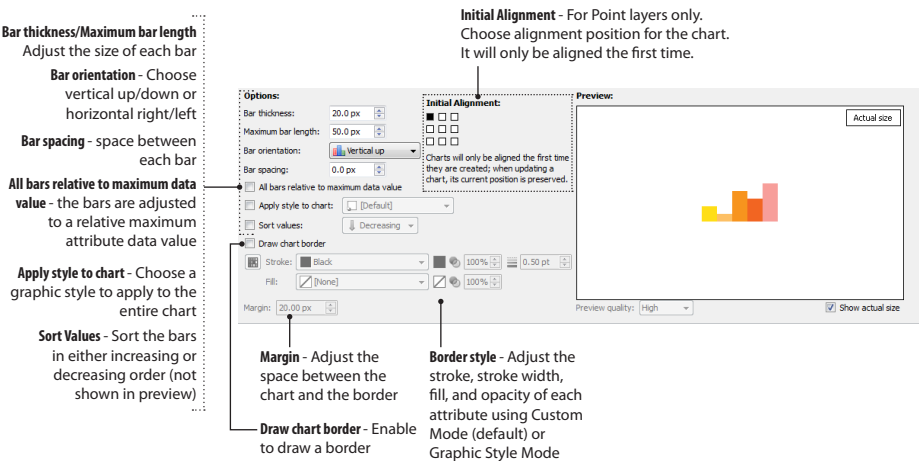 Initial Alignment - For Point layers only.
Choose alignment position for the chart.
It will only be aligned the first time.
Bar thickness/Maximum bar length
Adjust the size of each bar
Bar orientation - Choose
vertical up/down or
horizontal right/left
Bar spacing - space between
each bar
All bars relative to maximum data
value - the bars are adjusted
to a relative maximum
attribute data value
Apply style to chart - Choose a
graphic style to apply to the
entire chart
Sort Values - Sort the bars
in either increasing or
decreasing order (not
shown in preview)
Options:
Bar thickness: 20.0 px
Maximum bar length: 50.0 px
Bar orientation: Vertical up
Bar spacing: 0.0 px
All bars relative to maximum data value
Apply style to chart: [Default]
Sort values: Decreasing
Draw chart border
Stroke: Black 100% 0.50 pt
Fill: [None] 100%
Margin: 20.00 px
Initial Alignment:
Charts will only be aligned the first time
they are created; when updating a
chart, its current position is preserved.
Preview:
Actual size
Preview quality: High
Show actual size
Margin - Adjust the
space between the
chart and the border
Draw chart border - Enable
to draw a border
Border style - Adjust the
stroke, stroke width,
fill, and opacity of each
attribute using Custom
Mode (default) or
Graphic Style Mode